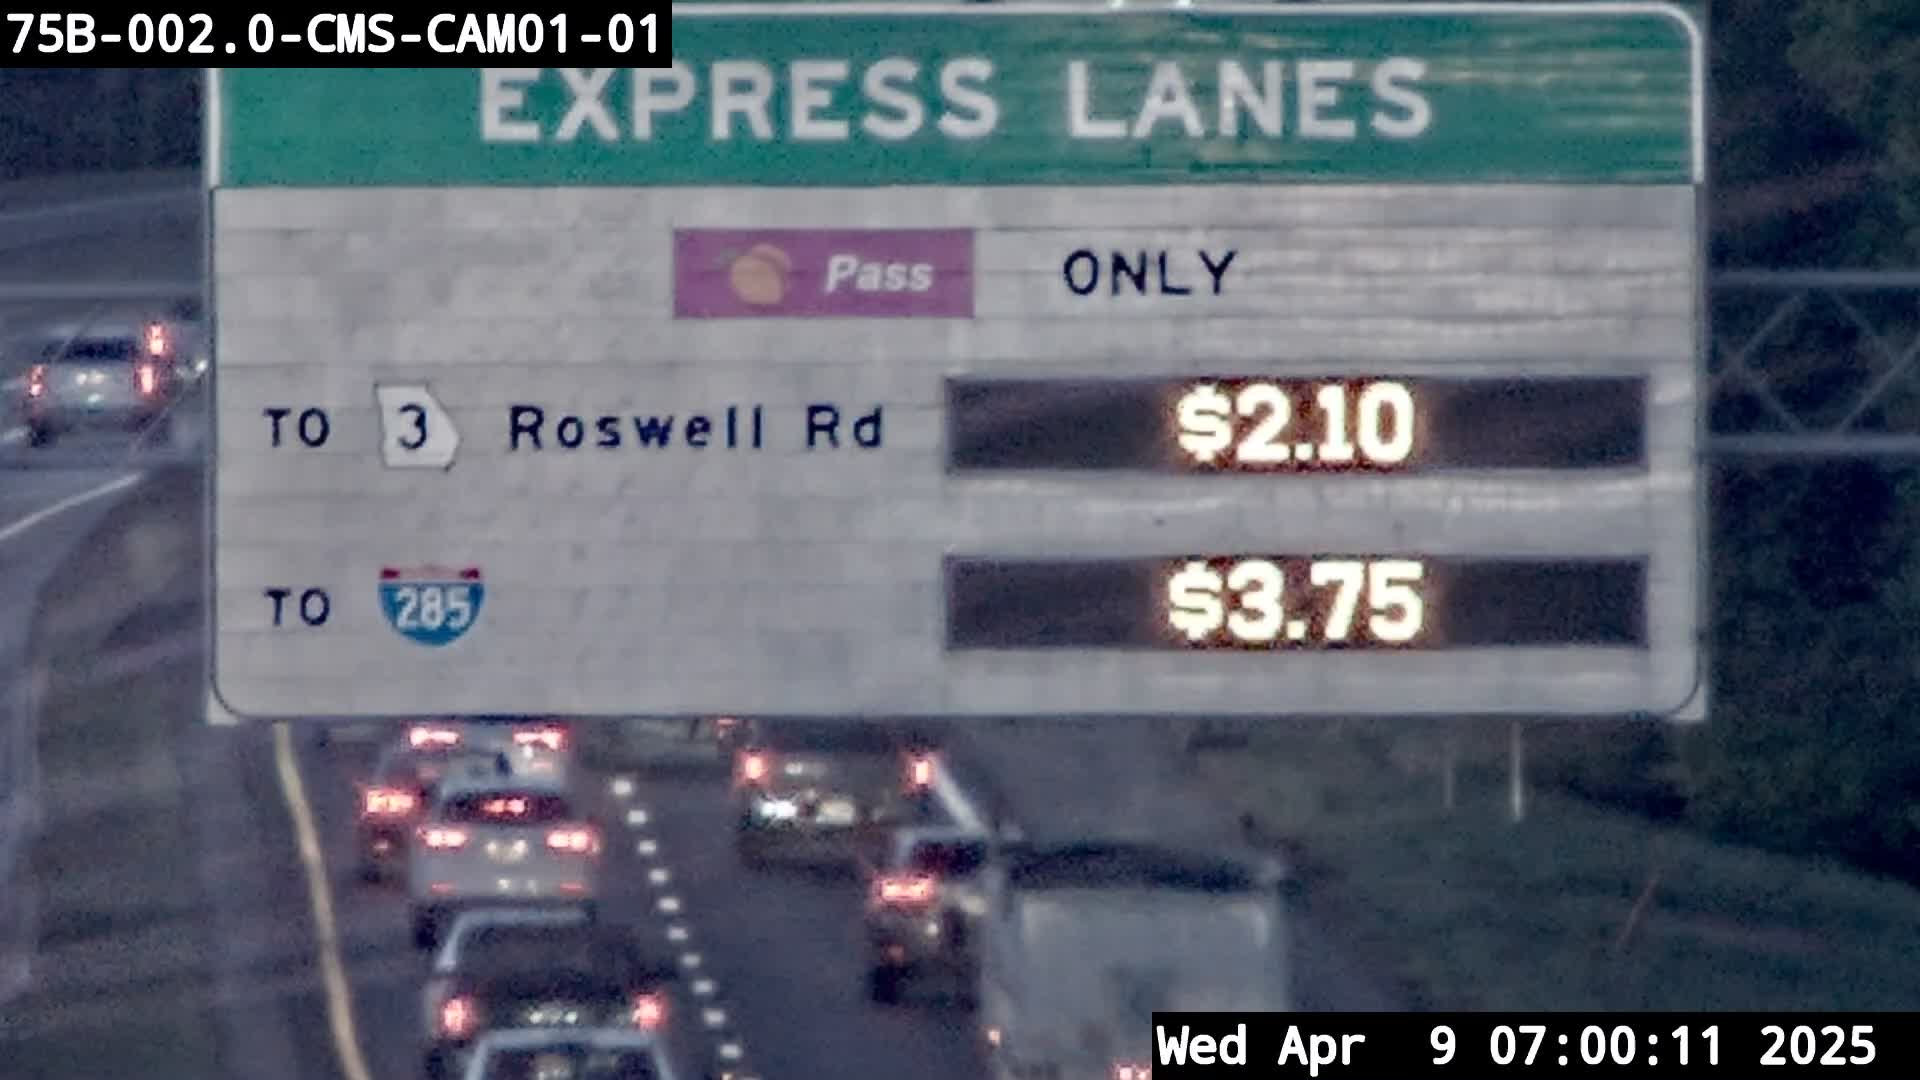 75B-002.0-CMS-CAM01-01
EXPRESS LANES
Pass ONLY
TO 3 Roswell Rd $2.10
TO 285 $3.75
Wed Apr 9 07:00:11 2025